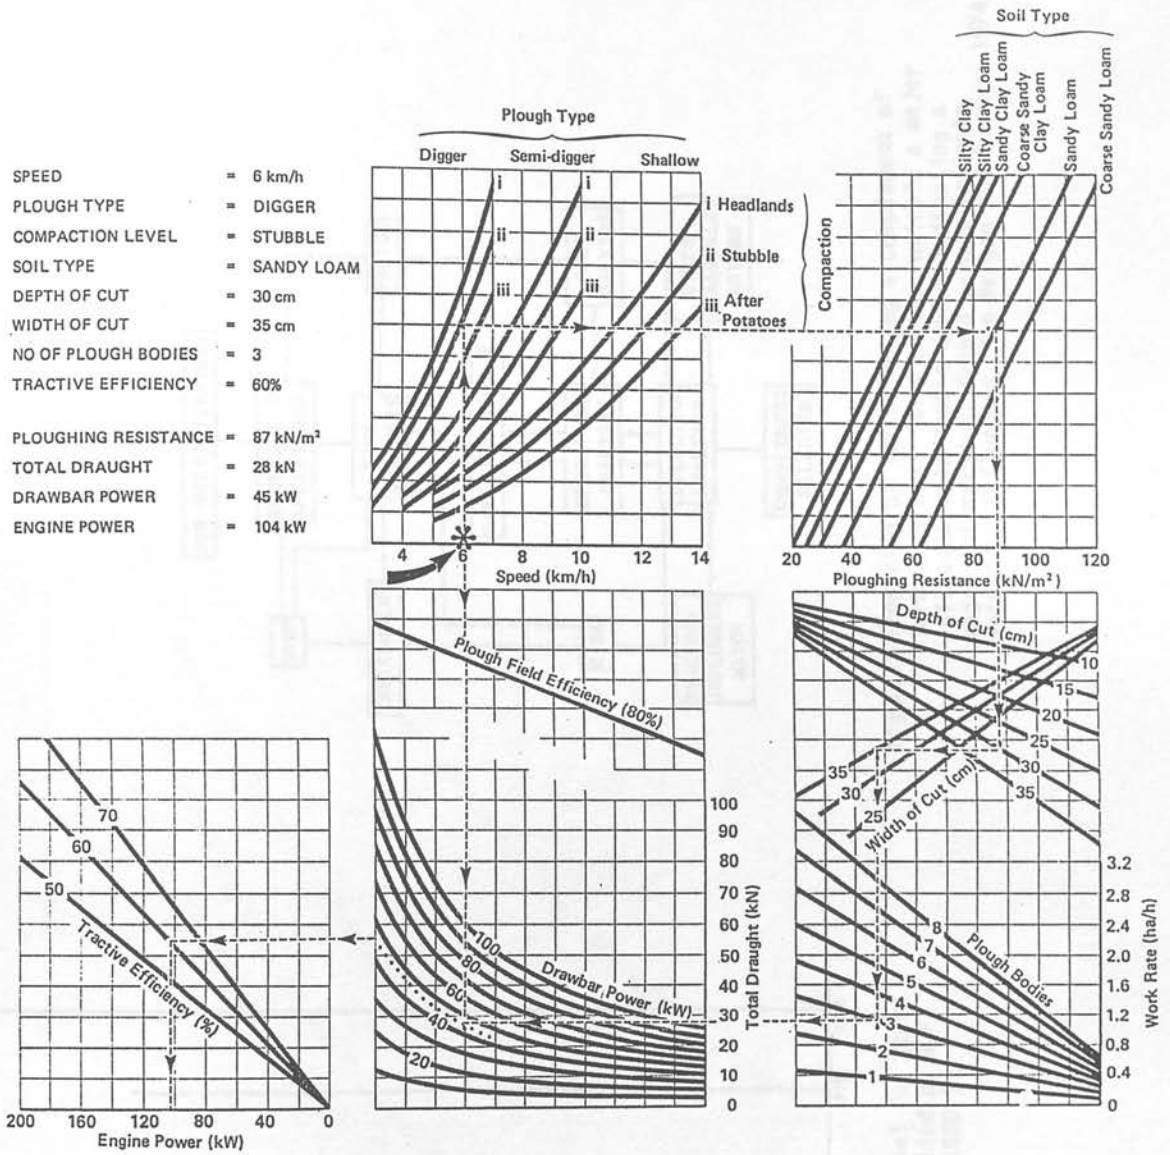 SPEED = 6 km/h
PLOUGH TYPE = DIGGER
COMPACTION LEVEL = STUBBLE
SOIL TYPE = SANDY LOAM
DEPTH OF CUT = 30 cm
WIDTH OF CUT = 35 cm
NO OF PLOUGH BODIES = 3
TRACTIVE EFFICIENCY = 60%
PLOUGHING RESISTANCE = 87 kN/m²
TOTAL DRAUGHT = 28 kN
DRAWBAR POWER = 45 kW
ENGINE POWER = 104 kW
Plough Type
Digger Semi-digger Shallow
i
ii
iii
i
ii
iii
i Headlands
ii Stubble
iii After
Potatoes
Compaction
4 6 8 10 12 14
Speed (km/h)
Soil Type
Silty Clay
Silty Clay Loam
Sandy Clay Loam
Coarse Sandy
Clay Loam
Sandy Loam
Coarse Sandy Loam
20 40 60 80 100 120
Ploughing Resistance (kN/m²)
Plough Field Efficiency (80%)
100
80
60
40
20
Drawbar Power (kW)
100
90
80
70
60
50
40
30
20
10
0
Total Draught (kN)
Depth of Cut (cm)
10
15
20
25
30
35
35
30
25
Width of Cut (cm)
8
7
6
5
4
3
2
1
Plough Bodies
3.2
2.8
2.4
2.0
1.6
1.2
0.8
0.4
0
Work Rate (ha/h)
70
60
50
Tractive Efficiency (%)
200 160 120 80 40 0
Engine Power (kW)